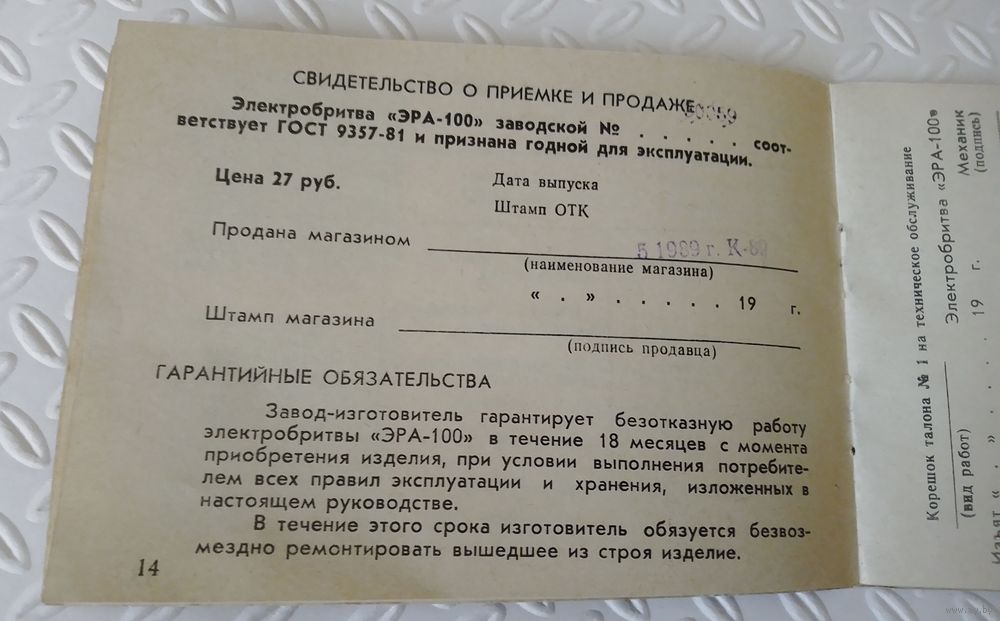 СВИДЕТЕЛЬСТВО О ПРИЕМКЕ И ПРОДАЖЕ
Электробритва «ЭРА-100» заводской № . . . . . соот-
ветствует ГОСТ 9357-81 и признана годной для эксплуатации.
Цена 27 руб.
Дата выпуска
Штамп ОТК
Продана магазином
5 1989 г. К-89
(наименование магазина)
« . » . . . . . 19 г.
Штамп магазина
(подпись продавца)
ГАРАНТИЙНЫЕ ОБЯЗАТЕЛЬСТВА
Завод-изготовитель гарантирует безотказную работу
электробритвы «ЭРА-100» в течение 18 месяцев с момента
приобретения изделия, при условии выполнения потребите-
лем всех правил эксплуатации и хранения, изложенных в
настоящем руководстве.
В течение этого срока изготовитель обязуется безвоз-
мездно ремонтировать вышедшее из строя изделие.
14
Корешок талона № 1 на техническое обслуживание
Электробритва «ЭРА-100»
(вид работ)
Изъят « . » . . . . 19 г.
Механик
(подпись)